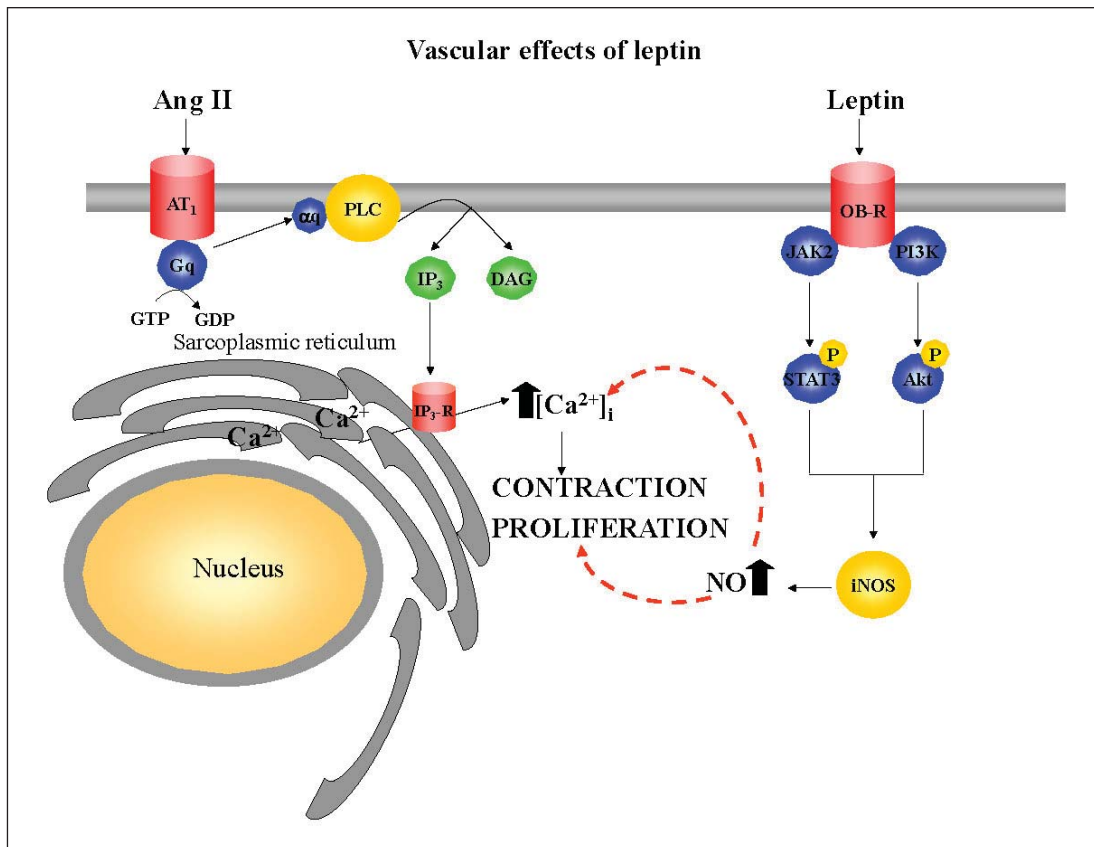 Vascular effects of leptin
Ang II
Leptin
AT₁
αq
PLC
OB-R
Gq
JAK2
PI3K
IP₃
DAG
GTP
GDP
Sarcoplasmic reticulum
P
P
STAT3
Akt
IP₃-R
[Ca²⁺]ᵢ
Ca²⁺
Ca²⁺
CONTRACTION
PROLIFERATION
Nucleus
NO
iNOS